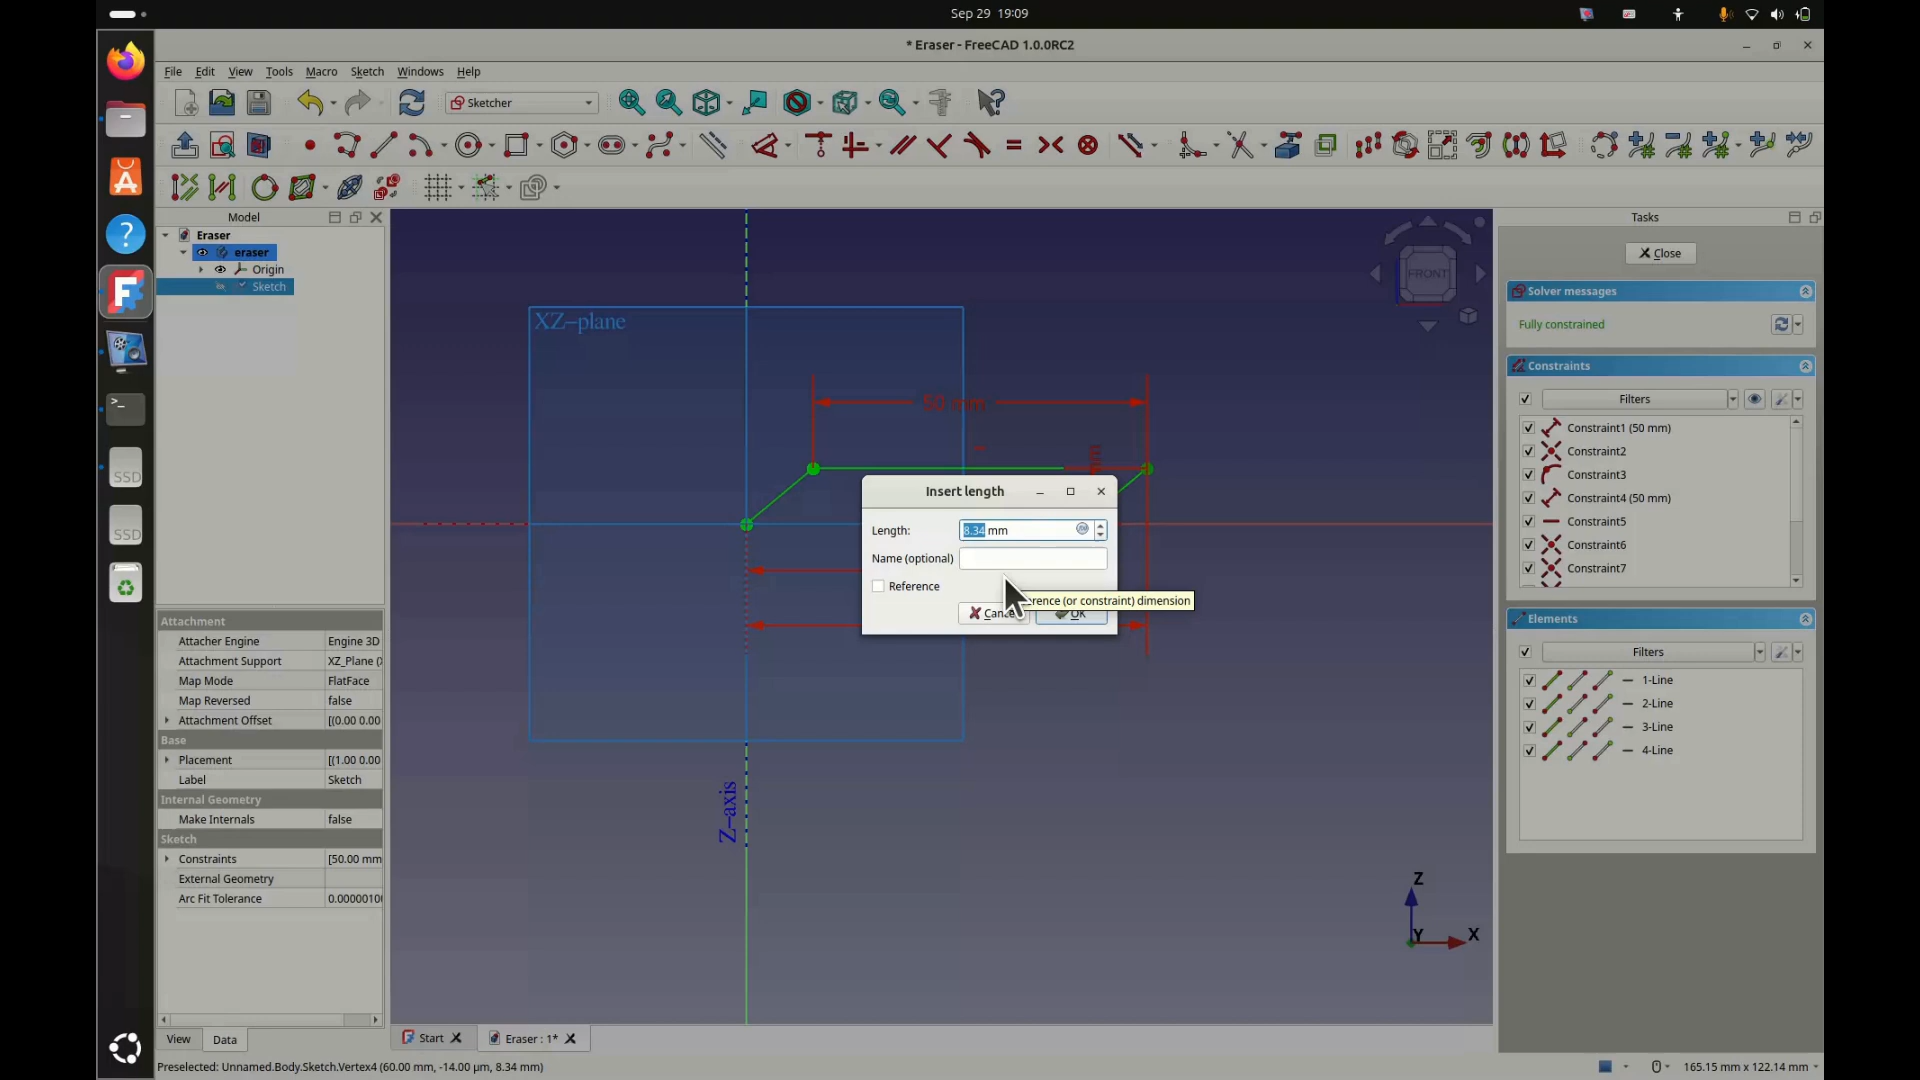 Sep 29 19:09
* Eraser - FreeCAD 1.0.0RC2
File Edit View Tools Macro Sketch Windows Help
Sketcher
Model
Tasks
Eraser
eraser
Origin
Sketch
Close
FRONT
Solver messages
Fully constrained
XZ-plane
Constraints
Filters
50 mm
Constraint1 (50 mm)
Constraint2
Constraint3
Constraint4 (50 mm)
Constraint5
Constraint6
Constraint7
mm
Insert length
Length: 8.34 mm
Name (optional)
Reference
rence (or constraint) dimension
Cance
OK
Elements
Filters
1-Line
2-Line
3-Line
4-Line
SSD
SSD
Attachment
Attacher Engine Engine 3D
Attachment Support XZ_Plane (X
Map Mode FlatFace
Map Reversed false
Attachment Offset [(0.00 0.00
Base
Placement [(1.00 0.00
Label Sketch
Internal Geometry
Make Internals false
Sketch
Constraints [50.00 mm
External Geometry
Arc Fit Tolerance 0.00000100
Z-axis
Z
Y
X
View Data
Start
Eraser : 1*
Preselected: Unnamed.Body.Sketch.Vertex4 (60.00 mm, -14.00 µm, 8.34 mm)
165.15 mm x 122.14 mm